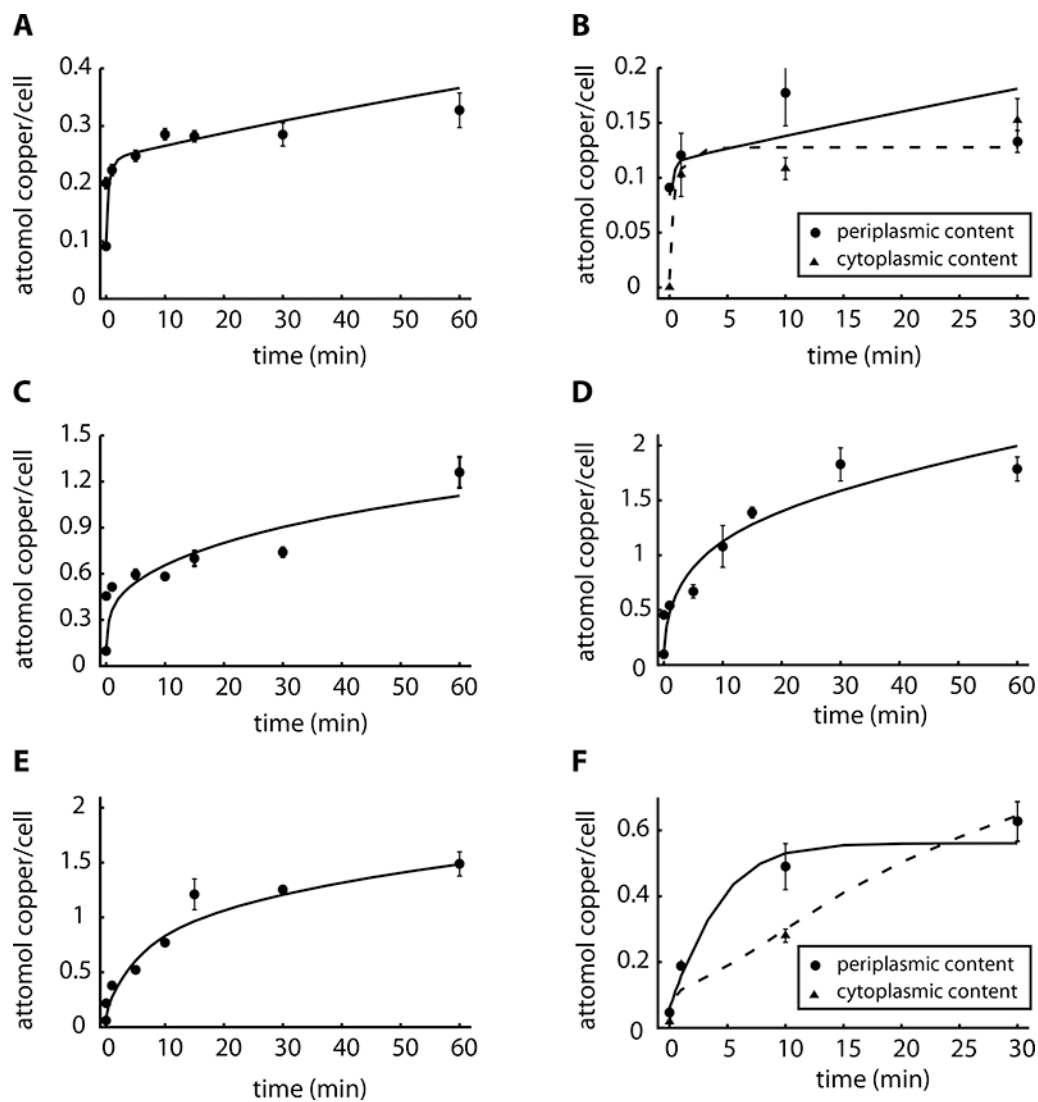 A
attomol copper/cell
0.4
0.3
0.2
0.1
0
0 10 20 30 40 50 60
time (min)
B
attomol copper/cell
0.2
0.15
0.1
0.05
0
periplasmic content
cytoplasmic content
0 5 10 15 20 25 30
time (min)
C
attomol copper/cell
1.5
1.2
0.9
0.6
0.3
0
0 10 20 30 40 50 60
time (min)
D
attomol copper/cell
2
1.5
1
0.5
0
0 10 20 30 40 50 60
time (min)
E
attomol copper/cell
2
1.5
1
0.5
0
0 10 20 30 40 50 60
time (min)
F
attomol copper/cell
0.6
0.4
0.2
0
periplasmic content
cytoplasmic content
0 5 10 15 20 25 30
time (min)